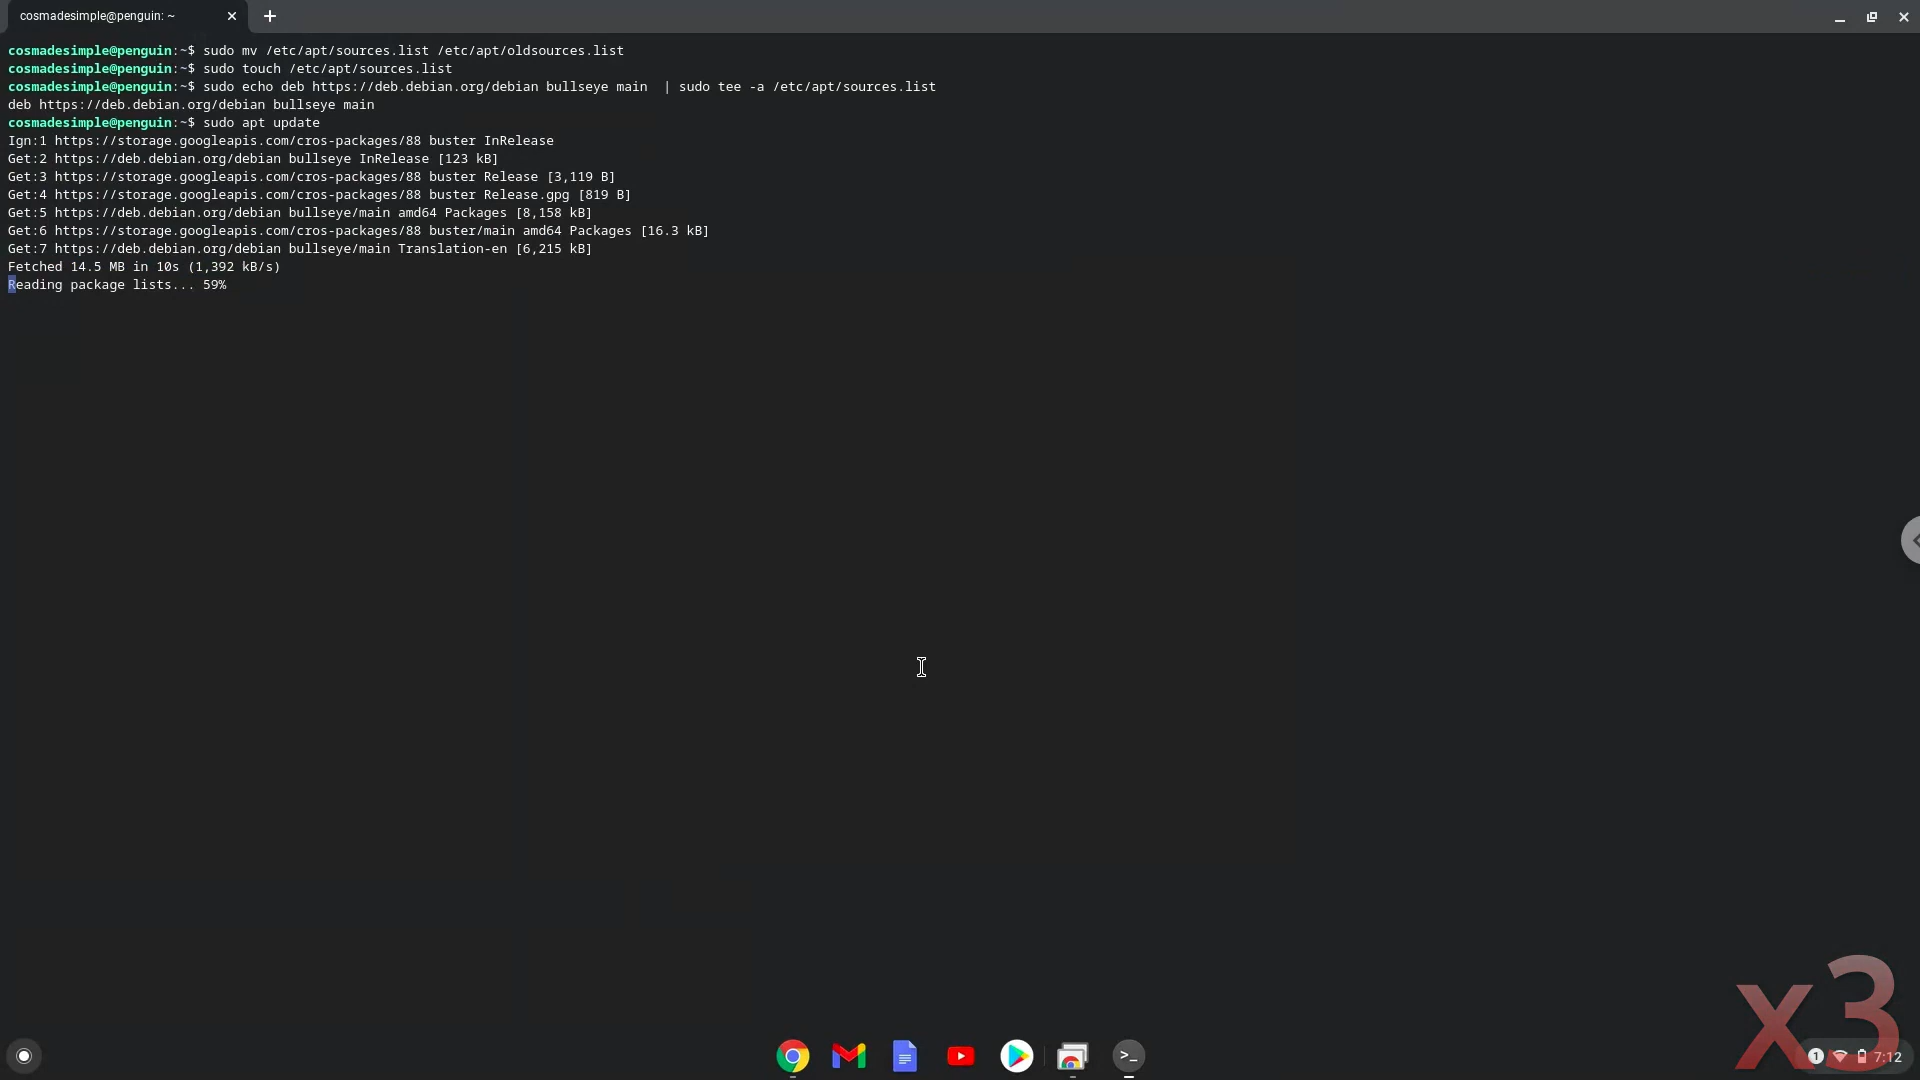 cosmadesimple@penguin: ~
cosmadesimple@penguin:~$ sudo mv /etc/apt/sources.list /etc/apt/oldsources.list
cosmadesimple@penguin:~$ sudo touch /etc/apt/sources.list
cosmadesimple@penguin:~$ sudo echo deb https://deb.debian.org/debian bullseye main  | sudo tee -a /etc/apt/sources.list
deb https://deb.debian.org/debian bullseye main
cosmadesimple@penguin:~$ sudo apt update
Ign:1 https://storage.googleapis.com/cros-packages/88 buster InRelease
Get:2 https://deb.debian.org/debian bullseye InRelease [123 kB]
Get:3 https://storage.googleapis.com/cros-packages/88 buster Release [3,119 B]
Get:4 https://storage.googleapis.com/cros-packages/88 buster Release.gpg [819 B]
Get:5 https://deb.debian.org/debian bullseye/main amd64 Packages [8,158 kB]
Get:6 https://storage.googleapis.com/cros-packages/88 buster/main amd64 Packages [16.3 kB]
Get:7 https://deb.debian.org/debian bullseye/main Translation-en [6,215 kB]
Fetched 14.5 MB in 10s (1,392 kB/s)
Reading package lists... 59%
x3
1 7:12